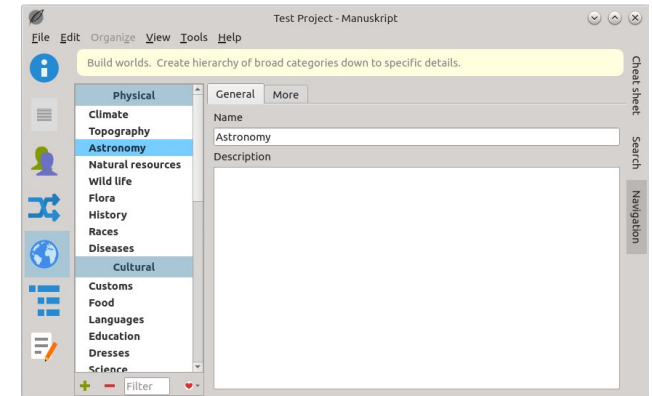 Test Project - Manuskript
File Edit Organize View Tools Help
Build worlds. Create hierarchy of broad categories down to specific details.
Physical
Climate
Topography
Astronomy
Natural resources
Wild life
Flora
History
Races
Diseases
Cultural
Customs
Food
Languages
Education
Dresses
Science
Filter
General More
Name
Astronomy
Description
Cheat sheet
Search
Navigation